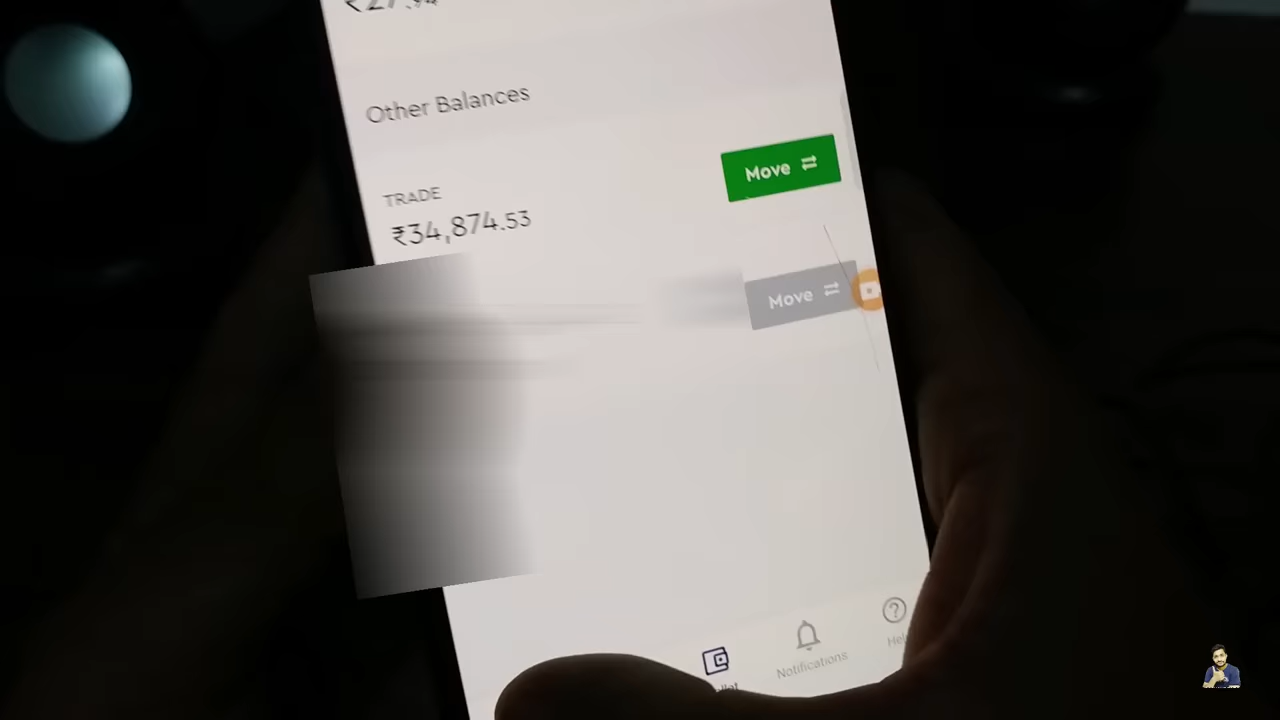 Other Balances
TRADE
Move
₹34,874.53
Move
Notifications